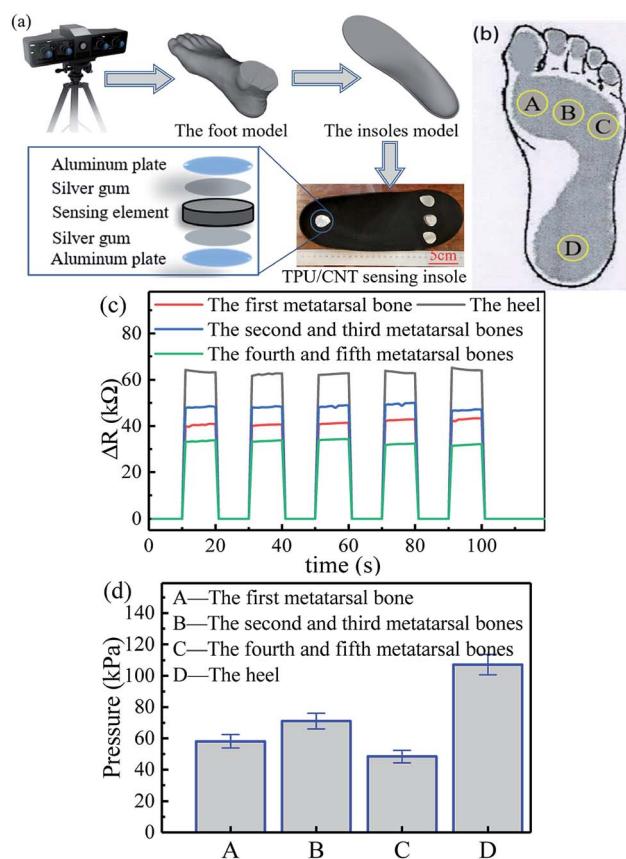 (a)
The foot model
The insoles model
Aluminum plate
Silver gum
Sensing element
Silver gum
Aluminum plate
5cm
TPU/CNT sensing insole
(b)
A
B
C
D
(c)
The first metatarsal bone
The heel
The second and third metatarsal bones
The fourth and fifth metatarsal bones
ΔR (kΩ)
80
60
40
20
0
0 20 40 60 80 100
time (s)
(d)
A—The first metatarsal bone
B—The second and third metatarsal bones
C—The fourth and fifth metatarsal bones
D—The heel
Pressure (kPa)
140
120
100
80
60
40
20
0
A B C D